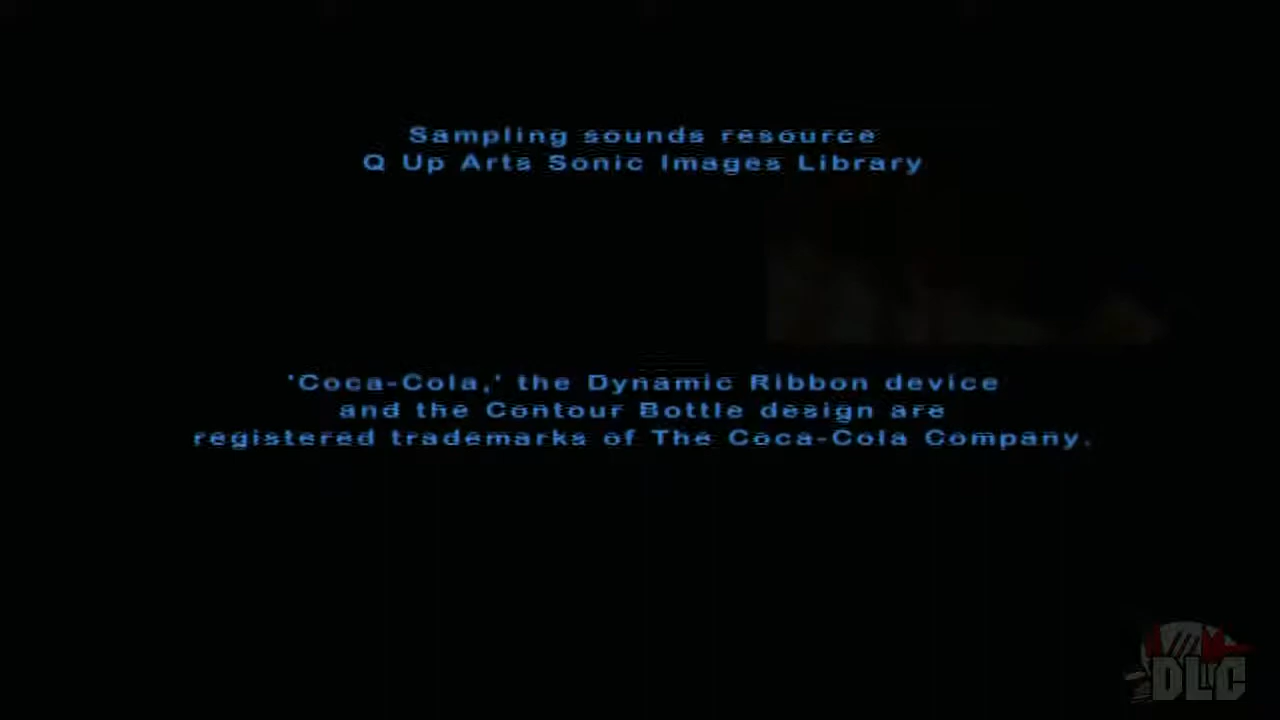 Sampling sounds resource
Q Up Arts Sonic Images Library
'Coca-Cola,' the Dynamic Ribbon device
and the Contour Bottle design are
registered trademarks of The Coca-Cola Company.
DLC